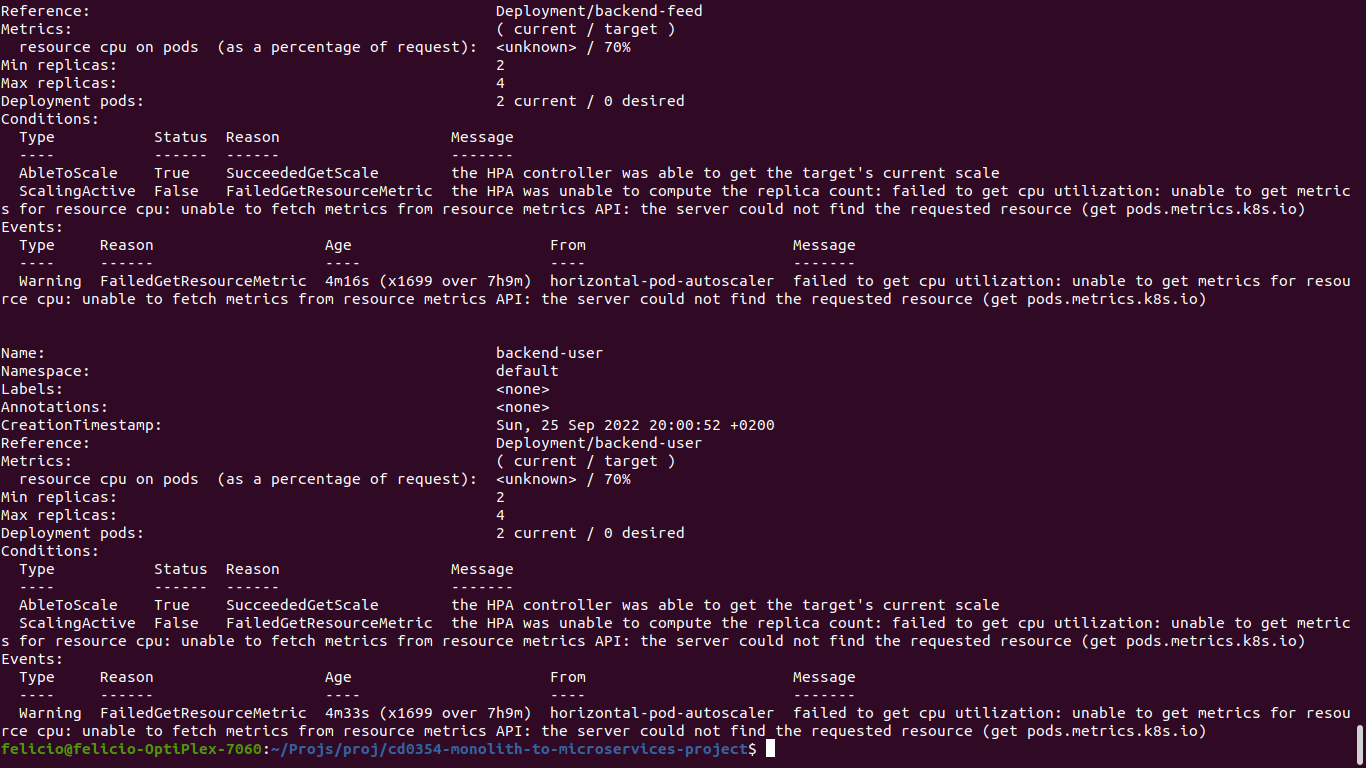 Reference:                                             Deployment/backend-feed
Metrics:                                               ( current / target )
  resource cpu on pods  (as a percentage of request):  <unknown> / 70%
Min replicas:                                          2
Max replicas:                                          4
Deployment pods:                                       2 current / 0 desired
Conditions:
  Type           Status  Reason                   Message
  ----           ------  ------                   -------
  AbleToScale    True    SucceededGetScale        the HPA controller was able to get the target's current scale
  ScalingActive  False   FailedGetResourceMetric  the HPA was unable to compute the replica count: failed to get cpu utilization: unable to get metric
s for resource cpu: unable to fetch metrics from resource metrics API: the server could not find the requested resource (get pods.metrics.k8s.io)
Events:
  Type     Reason                   Age                      From                       Message
  ----     ------                   ----                     ----                       -------
  Warning  FailedGetResourceMetric  4m16s (x1699 over 7h9m)  horizontal-pod-autoscaler  failed to get cpu utilization: unable to get metrics for resou
rce cpu: unable to fetch metrics from resource metrics API: the server could not find the requested resource (get pods.metrics.k8s.io)
Name:                                                  backend-user
Namespace:                                             default
Labels:                                                <none>
Annotations:                                           <none>
CreationTimestamp:                                     Sun, 25 Sep 2022 20:00:52 +0200
Reference:                                             Deployment/backend-user
Metrics:                                               ( current / target )
  resource cpu on pods  (as a percentage of request):  <unknown> / 70%
Min replicas:                                          2
Max replicas:                                          4
Deployment pods:                                       2 current / 0 desired
Conditions:
  Type           Status  Reason                   Message
  ----           ------  ------                   -------
  AbleToScale    True    SucceededGetScale        the HPA controller was able to get the target's current scale
  ScalingActive  False   FailedGetResourceMetric  the HPA was unable to compute the replica count: failed to get cpu utilization: unable to get metric
s for resource cpu: unable to fetch metrics from resource metrics API: the server could not find the requested resource (get pods.metrics.k8s.io)
Events:
  Type     Reason                   Age                      From                       Message
  ----     ------                   ----                     ----                       -------
  Warning  FailedGetResourceMetric  4m33s (x1699 over 7h9m)  horizontal-pod-autoscaler  failed to get cpu utilization: unable to get metrics for resou
rce cpu: unable to fetch metrics from resource metrics API: the server could not find the requested resource (get pods.metrics.k8s.io)
felicio@felicio-OptiPlex-7060:~/Projs/proj/cd0354-monolith-to-microservices-project$